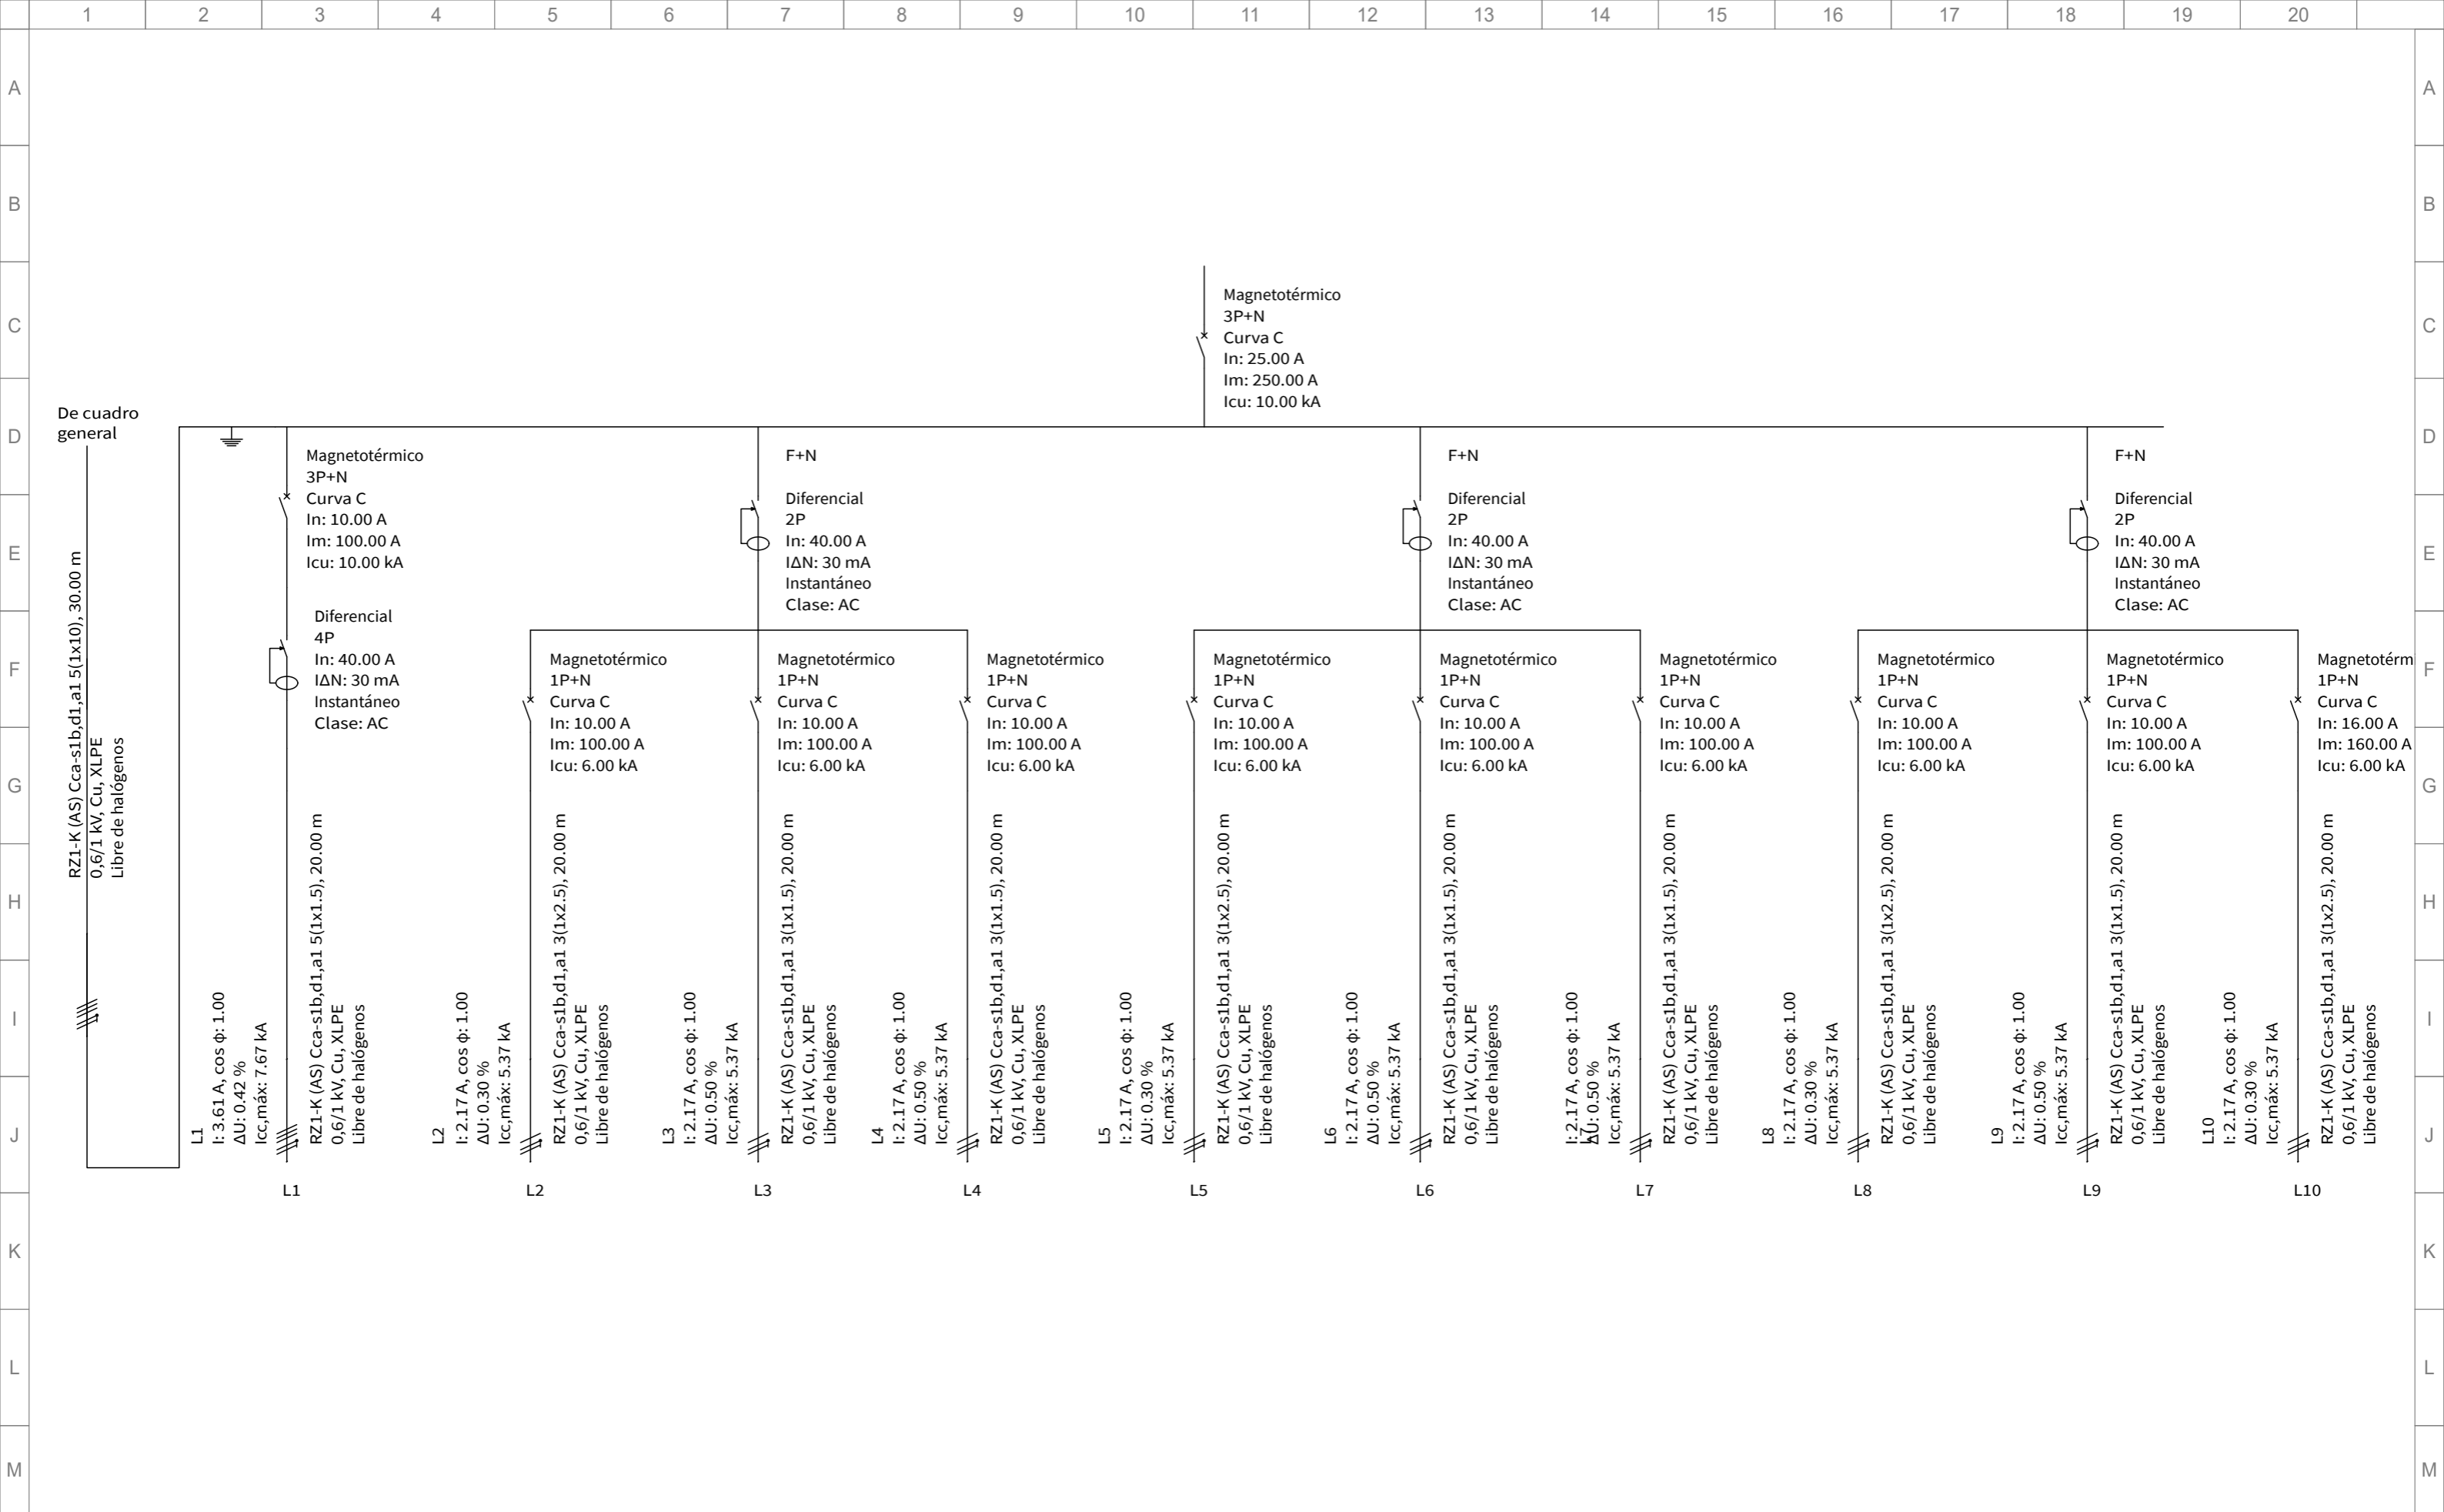 1 2 3 4 5 6 7 8 9 10 11 12 13 14 15 16 17 18 19 20
A A
B B
C C
D D
E E
F F
G G
H H
I I
J J
K K
L L
M M
Magnetotérmico
3P+N
Curva C
In: 25.00 A
Im: 250.00 A
Icu: 10.00 kA
De cuadro
general
RZ1-K (AS) Cca-s1b,d1,a1 5(1x10), 30.00 m
0,6/1 kV, Cu, XLPE
Libre de halógenos
Magnetotérmico
3P+N
Curva C
In: 10.00 A
Im: 100.00 A
Icu: 10.00 kA
Diferencial
4P
In: 40.00 A
IΔN: 30 mA
Instantáneo
Clase: AC
L1
I: 3.61 A, cos φ: 1.00
ΔU: 0.42 %
Icc,máx: 7.67 kA
RZ1-K (AS) Cca-s1b,d1,a1 5(1x1.5), 20.00 m
0,6/1 kV, Cu, XLPE
Libre de halógenos
L1
F+N
Diferencial
2P
In: 40.00 A
IΔN: 30 mA
Instantáneo
Clase: AC
Magnetotérmico
1P+N
Curva C
In: 10.00 A
Im: 100.00 A
Icu: 6.00 kA
L2
I: 2.17 A, cos φ: 1.00
ΔU: 0.30 %
Icc,máx: 5.37 kA
RZ1-K (AS) Cca-s1b,d1,a1 3(1x2.5), 20.00 m
0,6/1 kV, Cu, XLPE
Libre de halógenos
L2
Magnetotérmico
1P+N
Curva C
In: 10.00 A
Im: 100.00 A
Icu: 6.00 kA
L3
I: 2.17 A, cos φ: 1.00
ΔU: 0.50 %
Icc,máx: 5.37 kA
RZ1-K (AS) Cca-s1b,d1,a1 3(1x1.5), 20.00 m
0,6/1 kV, Cu, XLPE
Libre de halógenos
L3
Magnetotérmico
1P+N
Curva C
In: 10.00 A
Im: 100.00 A
Icu: 6.00 kA
L4
I: 2.17 A, cos φ: 1.00
ΔU: 0.50 %
Icc,máx: 5.37 kA
RZ1-K (AS) Cca-s1b,d1,a1 3(1x1.5), 20.00 m
0,6/1 kV, Cu, XLPE
Libre de halógenos
L4
F+N
Diferencial
2P
In: 40.00 A
IΔN: 30 mA
Instantáneo
Clase: AC
Magnetotérmico
1P+N
Curva C
In: 10.00 A
Im: 100.00 A
Icu: 6.00 kA
L5
I: 2.17 A, cos φ: 1.00
ΔU: 0.30 %
Icc,máx: 5.37 kA
RZ1-K (AS) Cca-s1b,d1,a1 3(1x2.5), 20.00 m
0,6/1 kV, Cu, XLPE
Libre de halógenos
L5
Magnetotérmico
1P+N
Curva C
In: 10.00 A
Im: 100.00 A
Icu: 6.00 kA
L6
I: 2.17 A, cos φ: 1.00
ΔU: 0.50 %
Icc,máx: 5.37 kA
RZ1-K (AS) Cca-s1b,d1,a1 3(1x1.5), 20.00 m
0,6/1 kV, Cu, XLPE
Libre de halógenos
L6
Magnetotérmico
1P+N
Curva C
In: 10.00 A
Im: 100.00 A
Icu: 6.00 kA
L7
I: 2.17 A, cos φ: 1.00
ΔU: 0.50 %
Icc,máx: 5.37 kA
RZ1-K (AS) Cca-s1b,d1,a1 3(1x1.5), 20.00 m
0,6/1 kV, Cu, XLPE
Libre de halógenos
L7
F+N
Diferencial
2P
In: 40.00 A
IΔN: 30 mA
Instantáneo
Clase: AC
Magnetotérmico
1P+N
Curva C
In: 10.00 A
Im: 100.00 A
Icu: 6.00 kA
L8
I: 2.17 A, cos φ: 1.00
ΔU: 0.30 %
Icc,máx: 5.37 kA
RZ1-K (AS) Cca-s1b,d1,a1 3(1x2.5), 20.00 m
0,6/1 kV, Cu, XLPE
Libre de halógenos
L8
Magnetotérmico
1P+N
Curva C
In: 10.00 A
Im: 100.00 A
Icu: 6.00 kA
L9
I: 2.17 A, cos φ: 1.00
ΔU: 0.50 %
Icc,máx: 5.37 kA
RZ1-K (AS) Cca-s1b,d1,a1 3(1x1.5), 20.00 m
0,6/1 kV, Cu, XLPE
Libre de halógenos
L9
Magnetotérm
1P+N
Curva C
In: 16.00 A
Im: 160.00 A
Icu: 6.00 kA
L10
I: 2.17 A, cos φ: 1.00
ΔU: 0.30 %
Icc,máx: 5.37 kA
RZ1-K (AS) Cca-s1b,d1,a1 3(1x2.5), 20.00 m
0,6/1 kV, Cu, XLPE
Libre de halógenos
L10